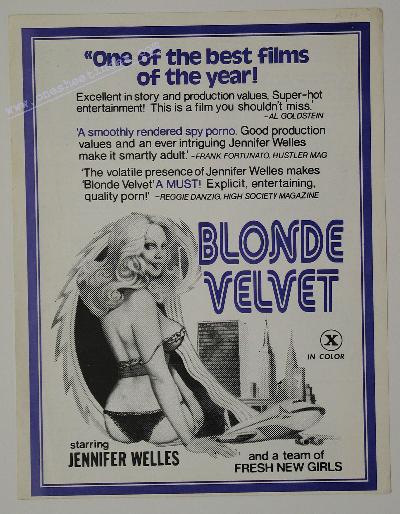 "One of the best films
of the year!
Excellent in story and production values, Super-hot
entertainment! This is a film you shouldn't miss.'
-AL GOLDSTEIN
'A smoothly rendered spy porno. Good production
values and an ever intriguing Jennifer Welles
make it smartly adult.' -FRANK FORTUNATO, HUSTLER MAG
'The volatile presence of Jennifer Welles makes
'Blonde Velvet' A MUST! Explicit, entertaining,
quality porn!' -REGGIE DANZIG, HIGH SOCIETY MAGAZINE
BLONDE
VELVET
X
IN COLOR
starring
JENNIFER WELLES
and a team of
FRESH NEW GIRLS